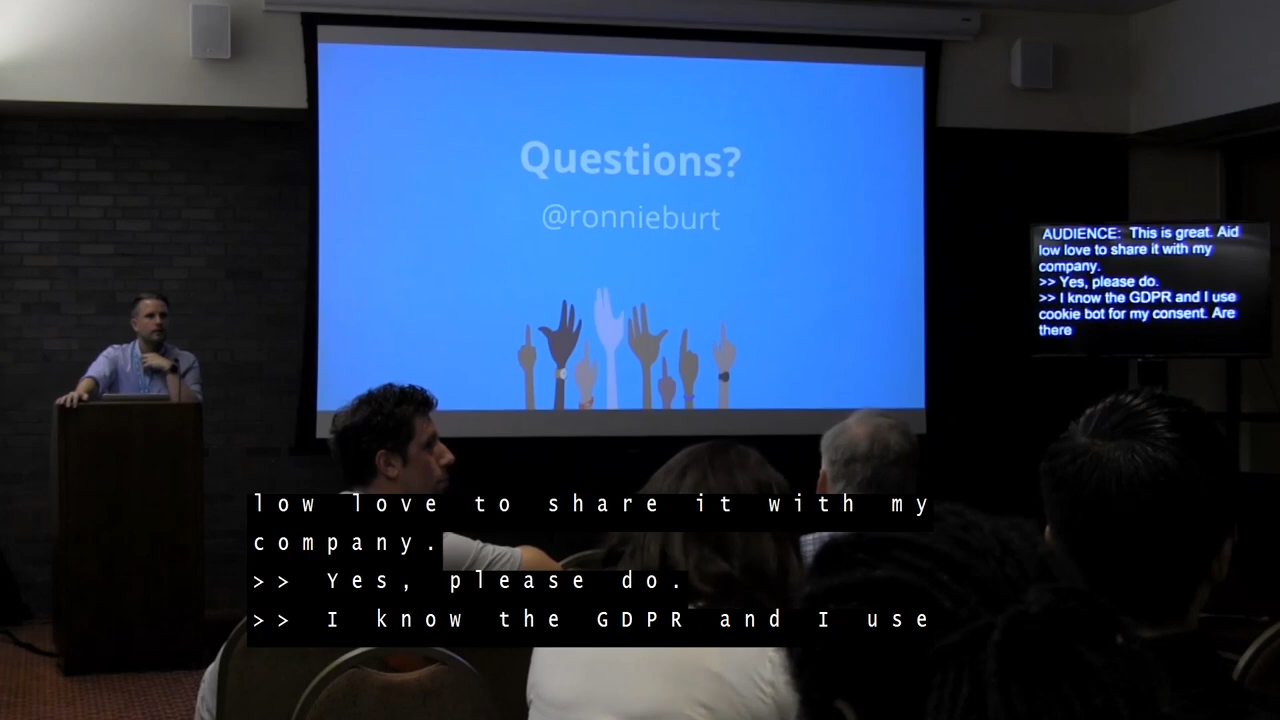 Questions?
@ronnieburt
AUDIENCE: This is great. Aid
low love to share it with my
company.
>> Yes, please do.
>> I know the GDPR and I use
cookie bot for my consent. Are
there
low love to share it with my
company.
>> Yes, please do.
>> I know the GDPR and I use